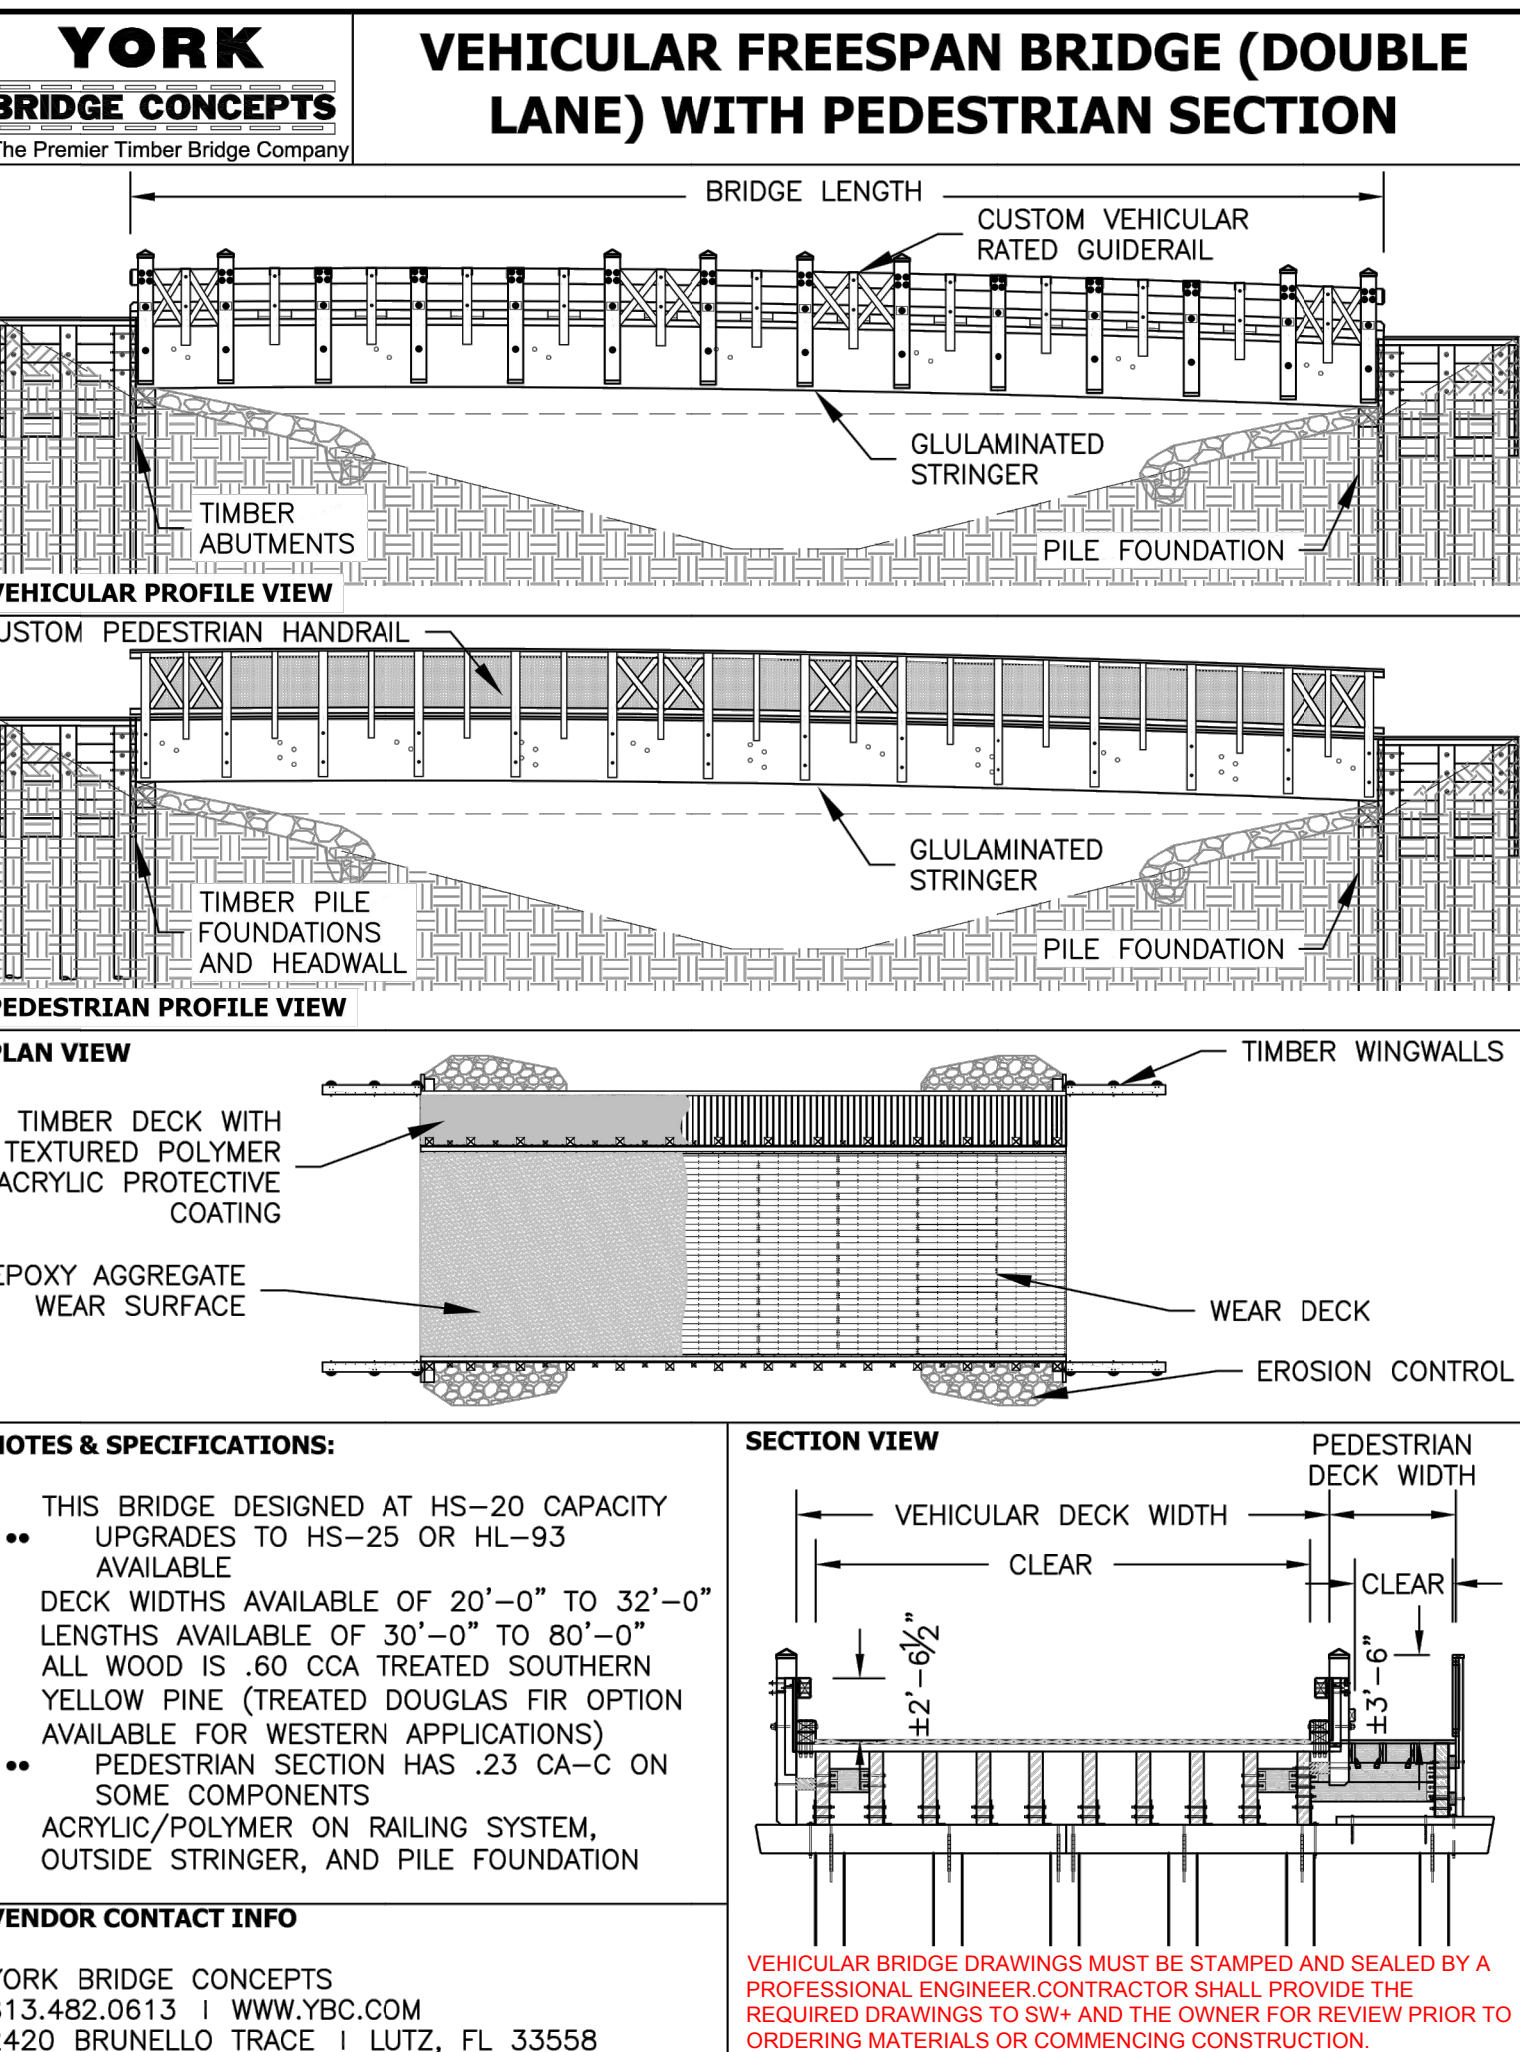 YORK
BRIDGE CONCEPTS
The Premier Timber Bridge Company
VEHICULAR FREESPAN BRIDGE (DOUBLE
LANE) WITH PEDESTRIAN SECTION
BRIDGE LENGTH
CUSTOM VEHICULAR
RATED GUIDERAIL
GLULAMINATED
STRINGER
TIMBER
ABUTMENTS
PILE FOUNDATION
VEHICULAR PROFILE VIEW
CUSTOM PEDESTRIAN HANDRAIL
GLULAMINATED
STRINGER
TIMBER PILE
FOUNDATIONS
AND HEADWALL
PILE FOUNDATION
PEDESTRIAN PROFILE VIEW
PLAN VIEW
TIMBER WINGWALLS
TIMBER DECK WITH
TEXTURED POLYMER
ACRYLIC PROTECTIVE
COATING
EPOXY AGGREGATE
WEAR SURFACE
WEAR DECK
EROSION CONTROL
NOTES & SPECIFICATIONS:
THIS BRIDGE DESIGNED AT HS-20 CAPACITY
•• UPGRADES TO HS-25 OR HL-93
AVAILABLE
DECK WIDTHS AVAILABLE OF 20'-0" TO 32'-0"
LENGTHS AVAILABLE OF 30'-0" TO 80'-0"
ALL WOOD IS .60 CCA TREATED SOUTHERN
YELLOW PINE (TREATED DOUGLAS FIR OPTION
AVAILABLE FOR WESTERN APPLICATIONS)
•• PEDESTRIAN SECTION HAS .23 CA-C ON
SOME COMPONENTS
ACRYLIC/POLYMER ON RAILING SYSTEM,
OUTSIDE STRINGER, AND PILE FOUNDATION
VENDOR CONTACT INFO
YORK BRIDGE CONCEPTS
813.482.0613 | WWW.YBC.COM
2420 BRUNELLO TRACE | LUTZ, FL 33558
SECTION VIEW
PEDESTRIAN
DECK WIDTH
VEHICULAR DECK WIDTH
CLEAR
CLEAR
±2'-6½"
±3'-6"
VEHICULAR BRIDGE DRAWINGS MUST BE STAMPED AND SEALED BY A
PROFESSIONAL ENGINEER.CONTRACTOR SHALL PROVIDE THE
REQUIRED DRAWINGS TO SW+ AND THE OWNER FOR REVIEW PRIOR TO
ORDERING MATERIALS OR COMMENCING CONSTRUCTION.